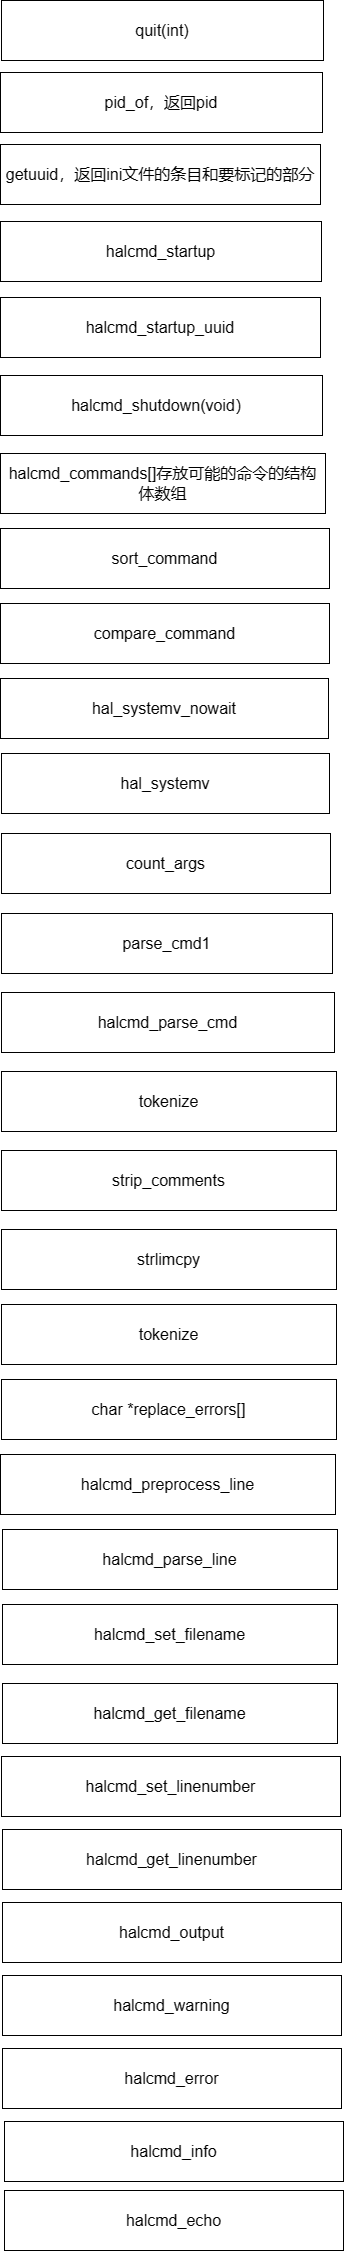 quit(int)
pid_of，返回pid
getuuid，返回ini文件的条目和要标记的部分
halcmd_startup
halcmd_startup_uuid
halcmd_shutdown(void）
halcmd_commands[]存放可能的命令的结构
体数组
sort_command
compare_command
hal_systemv_nowait
hal_systemv
count_args
parse_cmd1
halcmd_parse_cmd
tokenize
strip_comments
strlimcpy
tokenize
char *replace_errors[]
halcmd_preprocess_line
halcmd_parse_line
halcmd_set_filename
halcmd_get_filename
halcmd_set_linenumber
halcmd_get_linenumber
halcmd_output
halcmd_warning
halcmd_error
halcmd_info
halcmd_echo